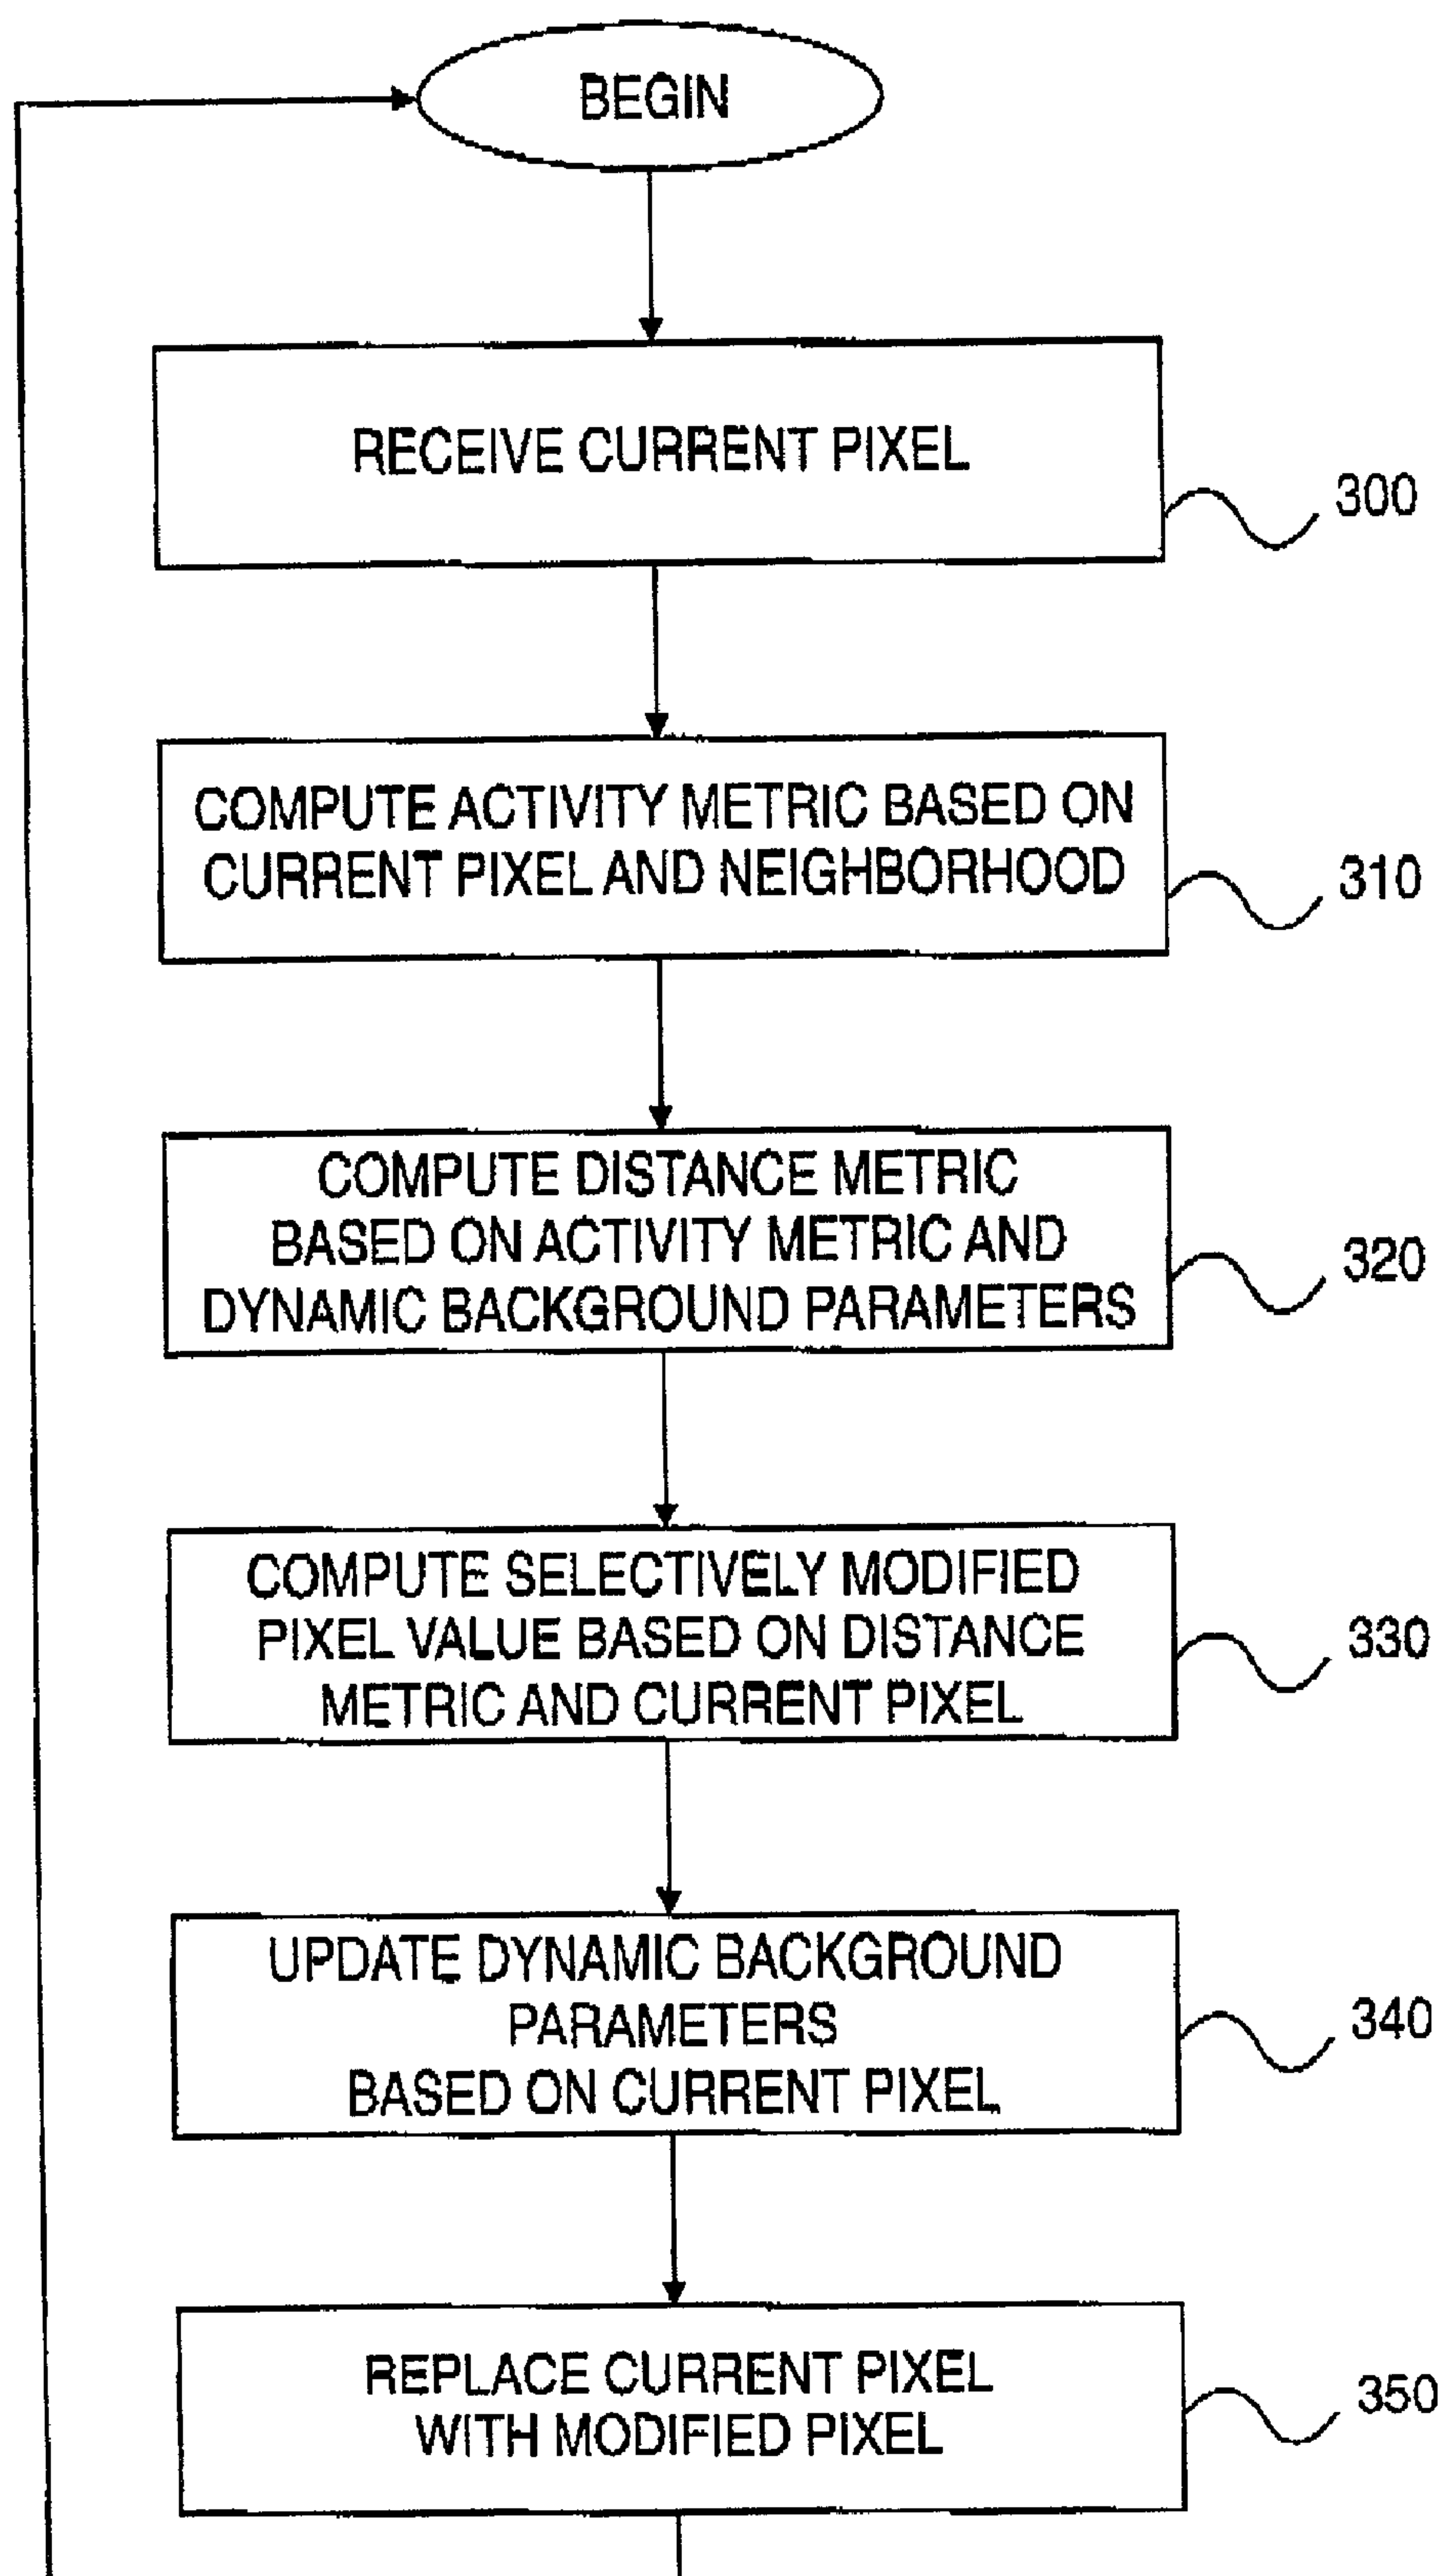 BEGIN
RECEIVE CURRENT PIXEL
300
COMPUTE ACTIVITY METRIC BASED ON
CURRENT PIXEL AND NEIGHBORHOOD
310
COMPUTE DISTANCE METRIC
BASED ON ACTIVITY METRIC AND
DYNAMIC BACKGROUND PARAMETERS
320
COMPUTE SELECTIVELY MODIFIED
PIXEL VALUE BASED ON DISTANCE
METRIC AND CURRENT PIXEL
330
UPDATE DYNAMIC BACKGROUND
PARAMETERS
BASED ON CURRENT PIXEL
340
REPLACE CURRENT PIXEL
WITH MODIFIED PIXEL
350